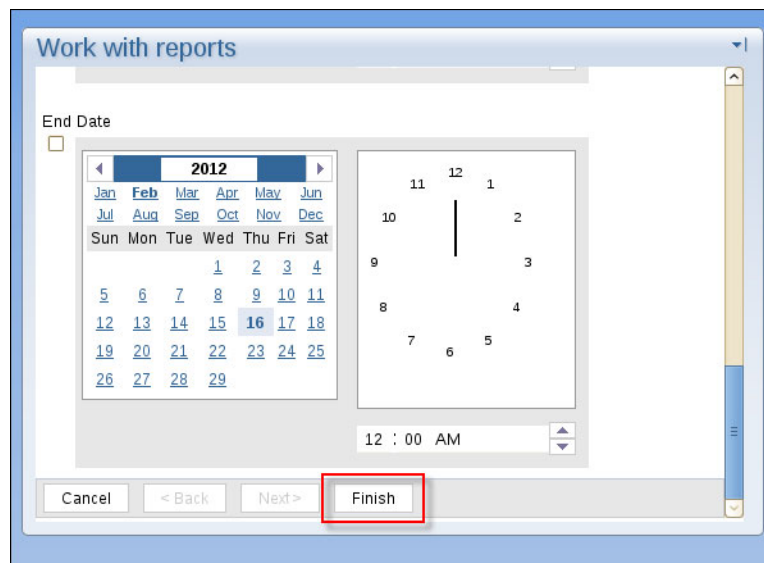 Work with reports
End Date
2012
Jan Feb Mar Apr May Jun
Jul Aug Sep Oct Nov Dec
Sun Mon Tue Wed Thu Fri Sat
1 2 3 4
5 6 7 8 9 10 11
12 13 14 15 16 17 18
19 20 21 22 23 24 25
26 27 28 29
12
11 1
10 2
9 3
8 4
7 5
6
12 : 00 AM
Cancel < Back Next > Finish